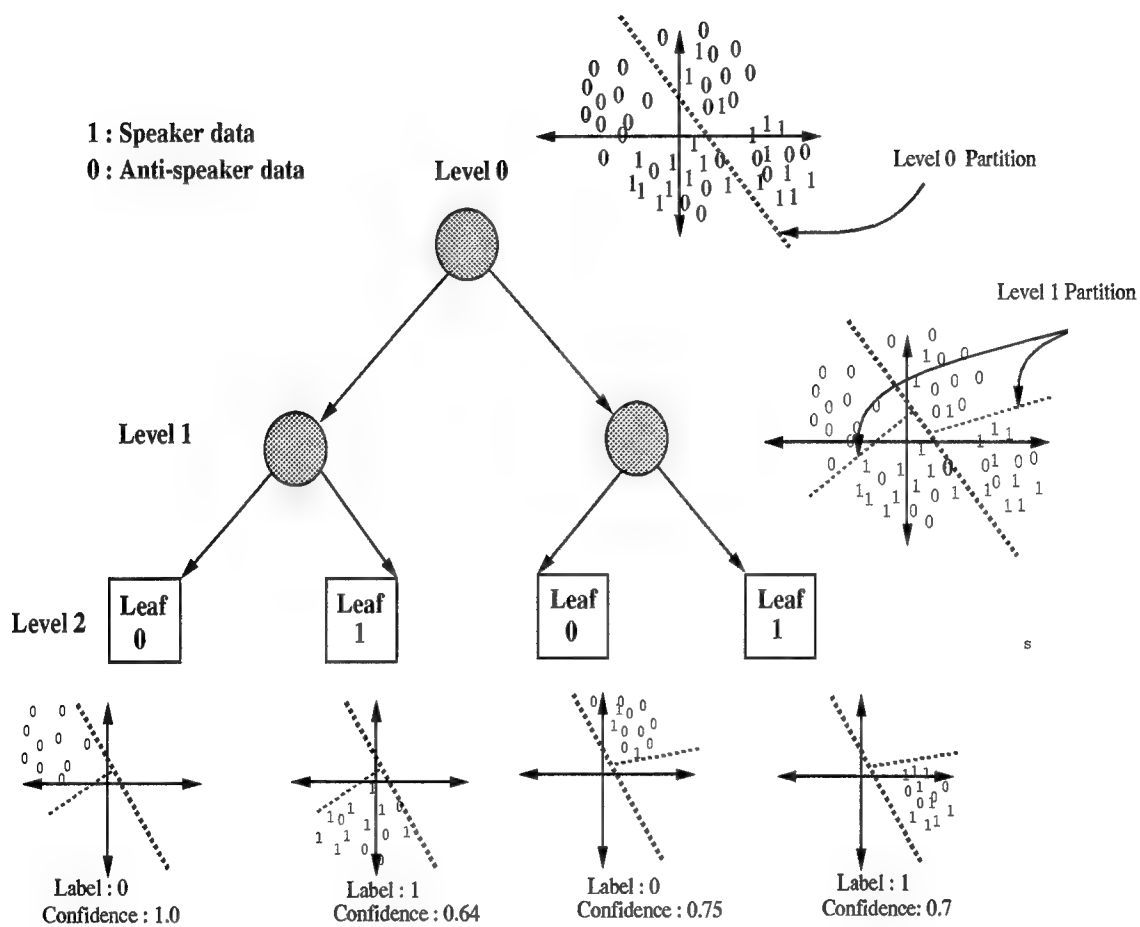 1 : Speaker data
0 : Anti-speaker data
Level 0
Level 0 Partition
Level 1 Partition
Level 1
Level 2
Leaf
0
Leaf
1
Leaf
0
Leaf
1
s
Label : 0
Confidence : 1.0
Label : 1
Confidence : 0.64
Label : 0
Confidence : 0.75
Label : 1
Confidence: 0.7